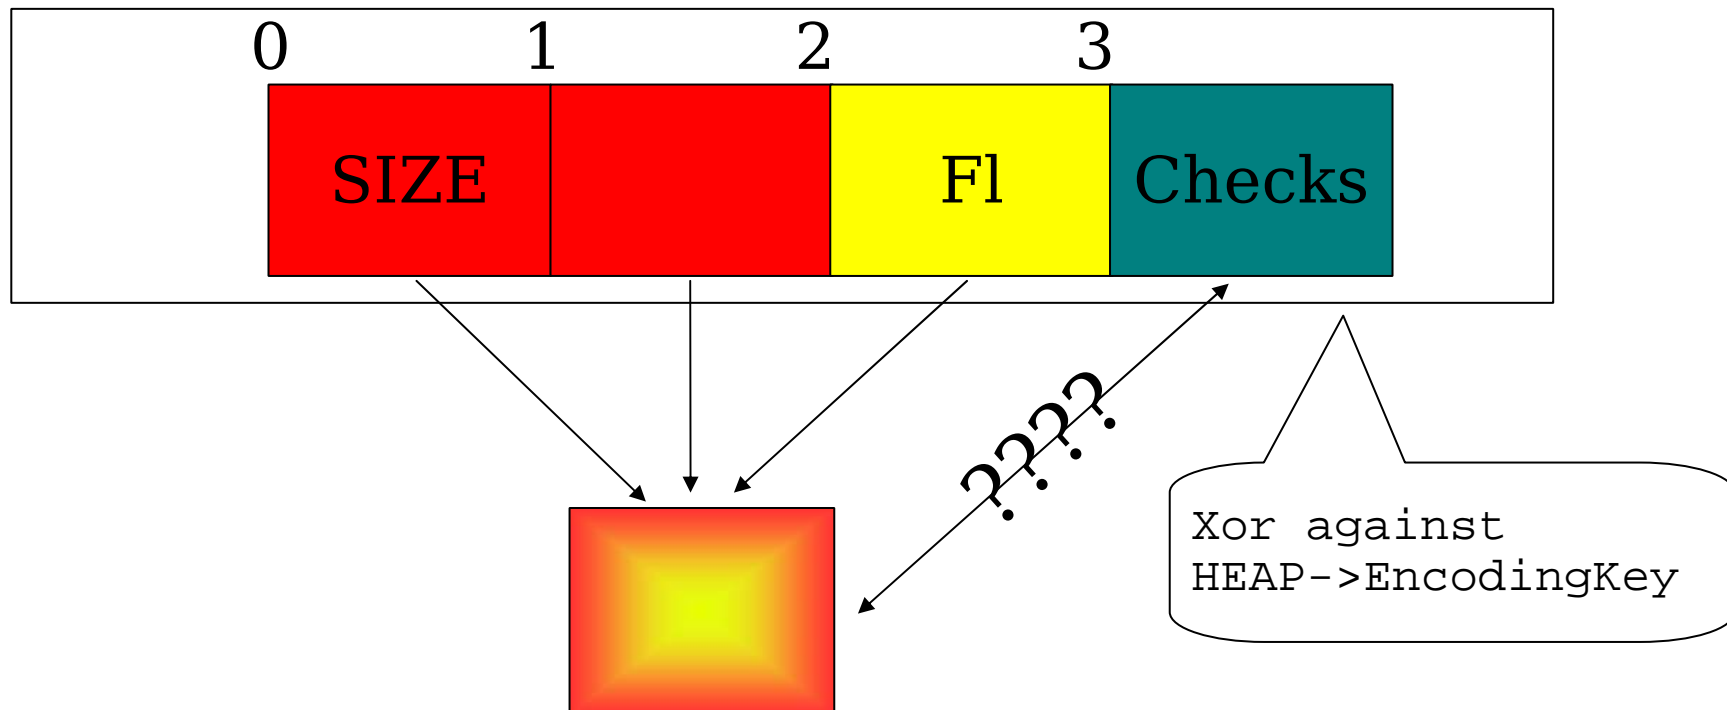 0 1 2 3
SIZE Fl Checks
¿¿¿¿
Xor against
HEAP->EncodingKey